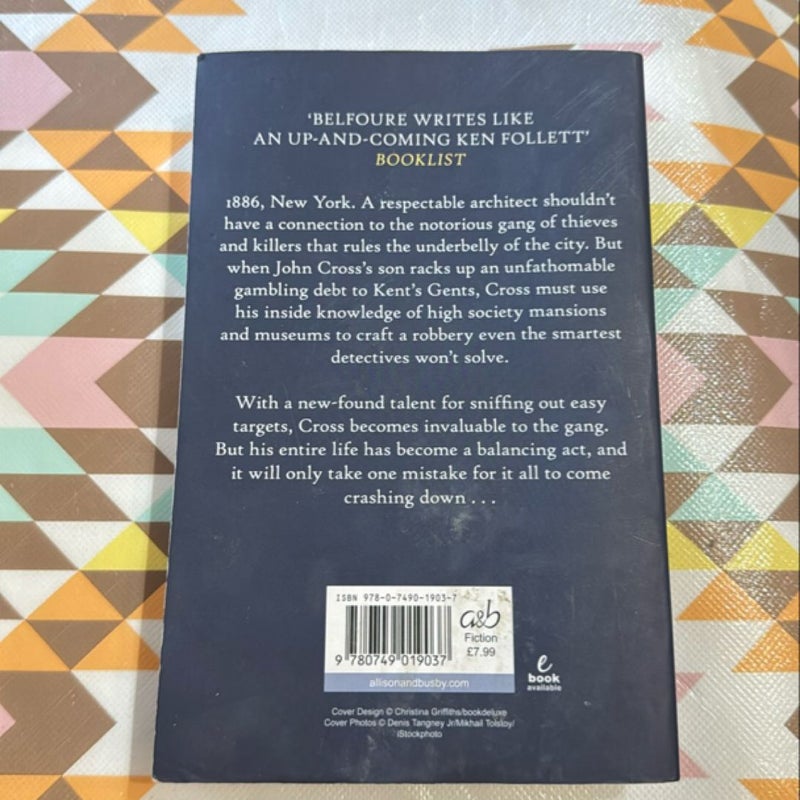 'BELFOURE WRITES LIKE
AN UP-AND-COMING KEN FOLLETT'
BOOKLIST
1886, New York. A respectable architect shouldn't
have a connection to the notorious gang of thieves
and killers that rules the underbelly of the city. But
when John Cross's son racks up an unfathomable
gambling debt to Kent's Gents, Cross must use
his inside knowledge of high society mansions
and museums to craft a robbery even the smartest
detectives won't solve.
With a new-found talent for sniffing out easy
targets, Cross becomes invaluable to the gang.
But his entire life has become a balancing act, and
it will only take one mistake for it all to come
crashing down . . .
ISBN 978-0-7490-1903-7
a&b
Fiction
£7.99
9 780749 019037
allisonandbusby.com
e
book
available
Cover Design © Christina Griffiths/bookdeluxe
Cover Photos © Denis Tangney Jr/Mikhail Tolstoy/
iStockphoto